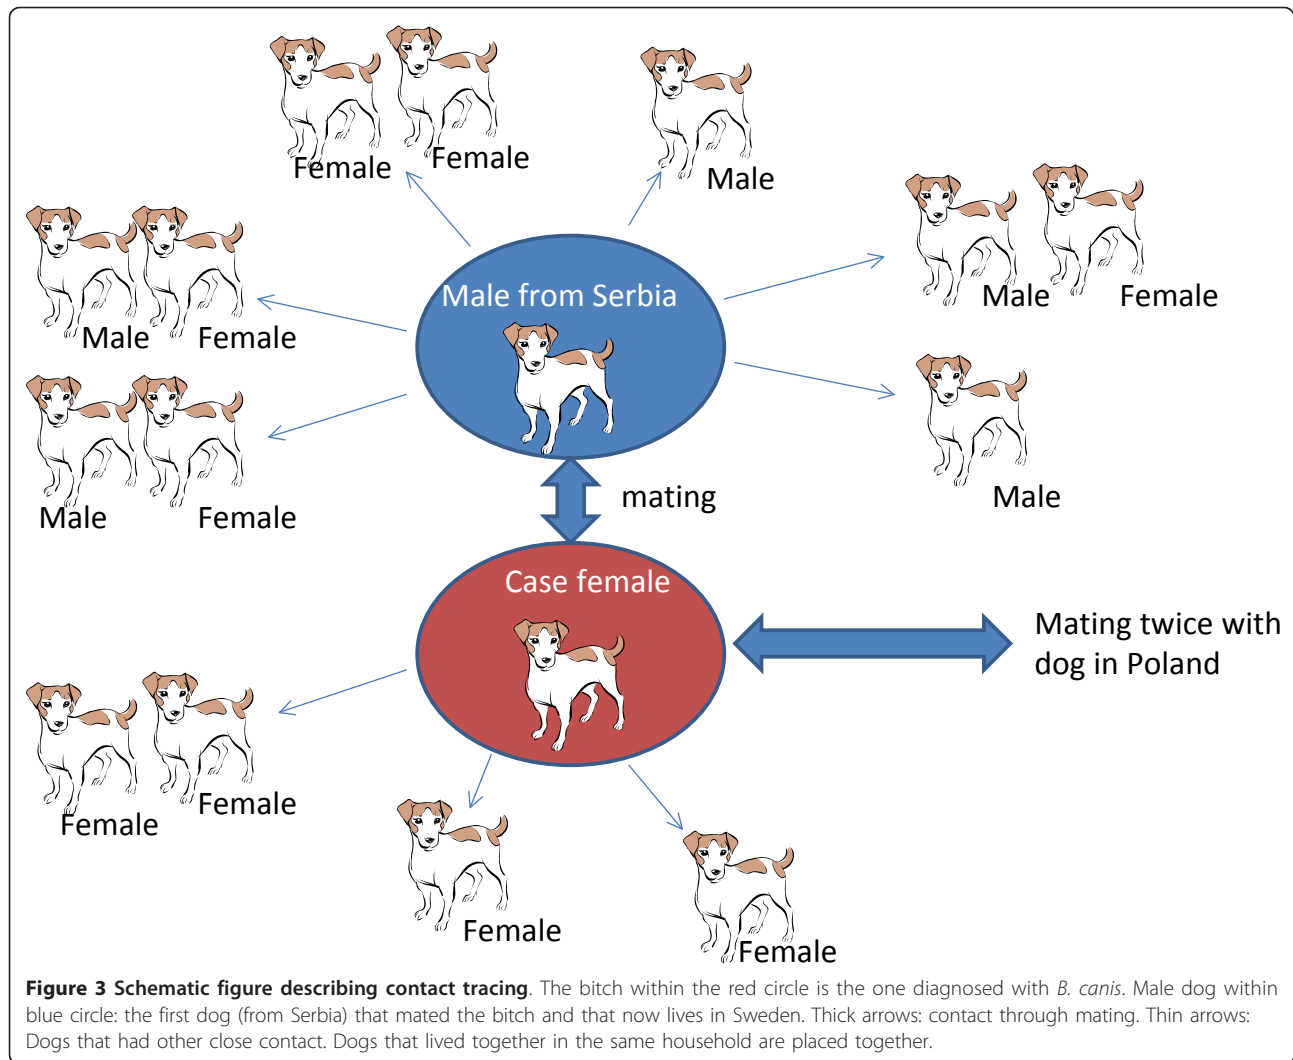 Female
Female
Male
Male
Female
Male from Serbia
Male
Female
Male
Female
Male
mating
Case female
Mating twice with
dog in Poland
Female
Female
Female
Female
Figure 3 Schematic figure describing contact tracing. The bitch within the red circle is the one diagnosed with B. canis. Male dog within
blue circle: the first dog (from Serbia) that mated the bitch and that now lives in Sweden. Thick arrows: contact through mating. Thin arrows:
Dogs that had other close contact. Dogs that lived together in the same household are placed together.